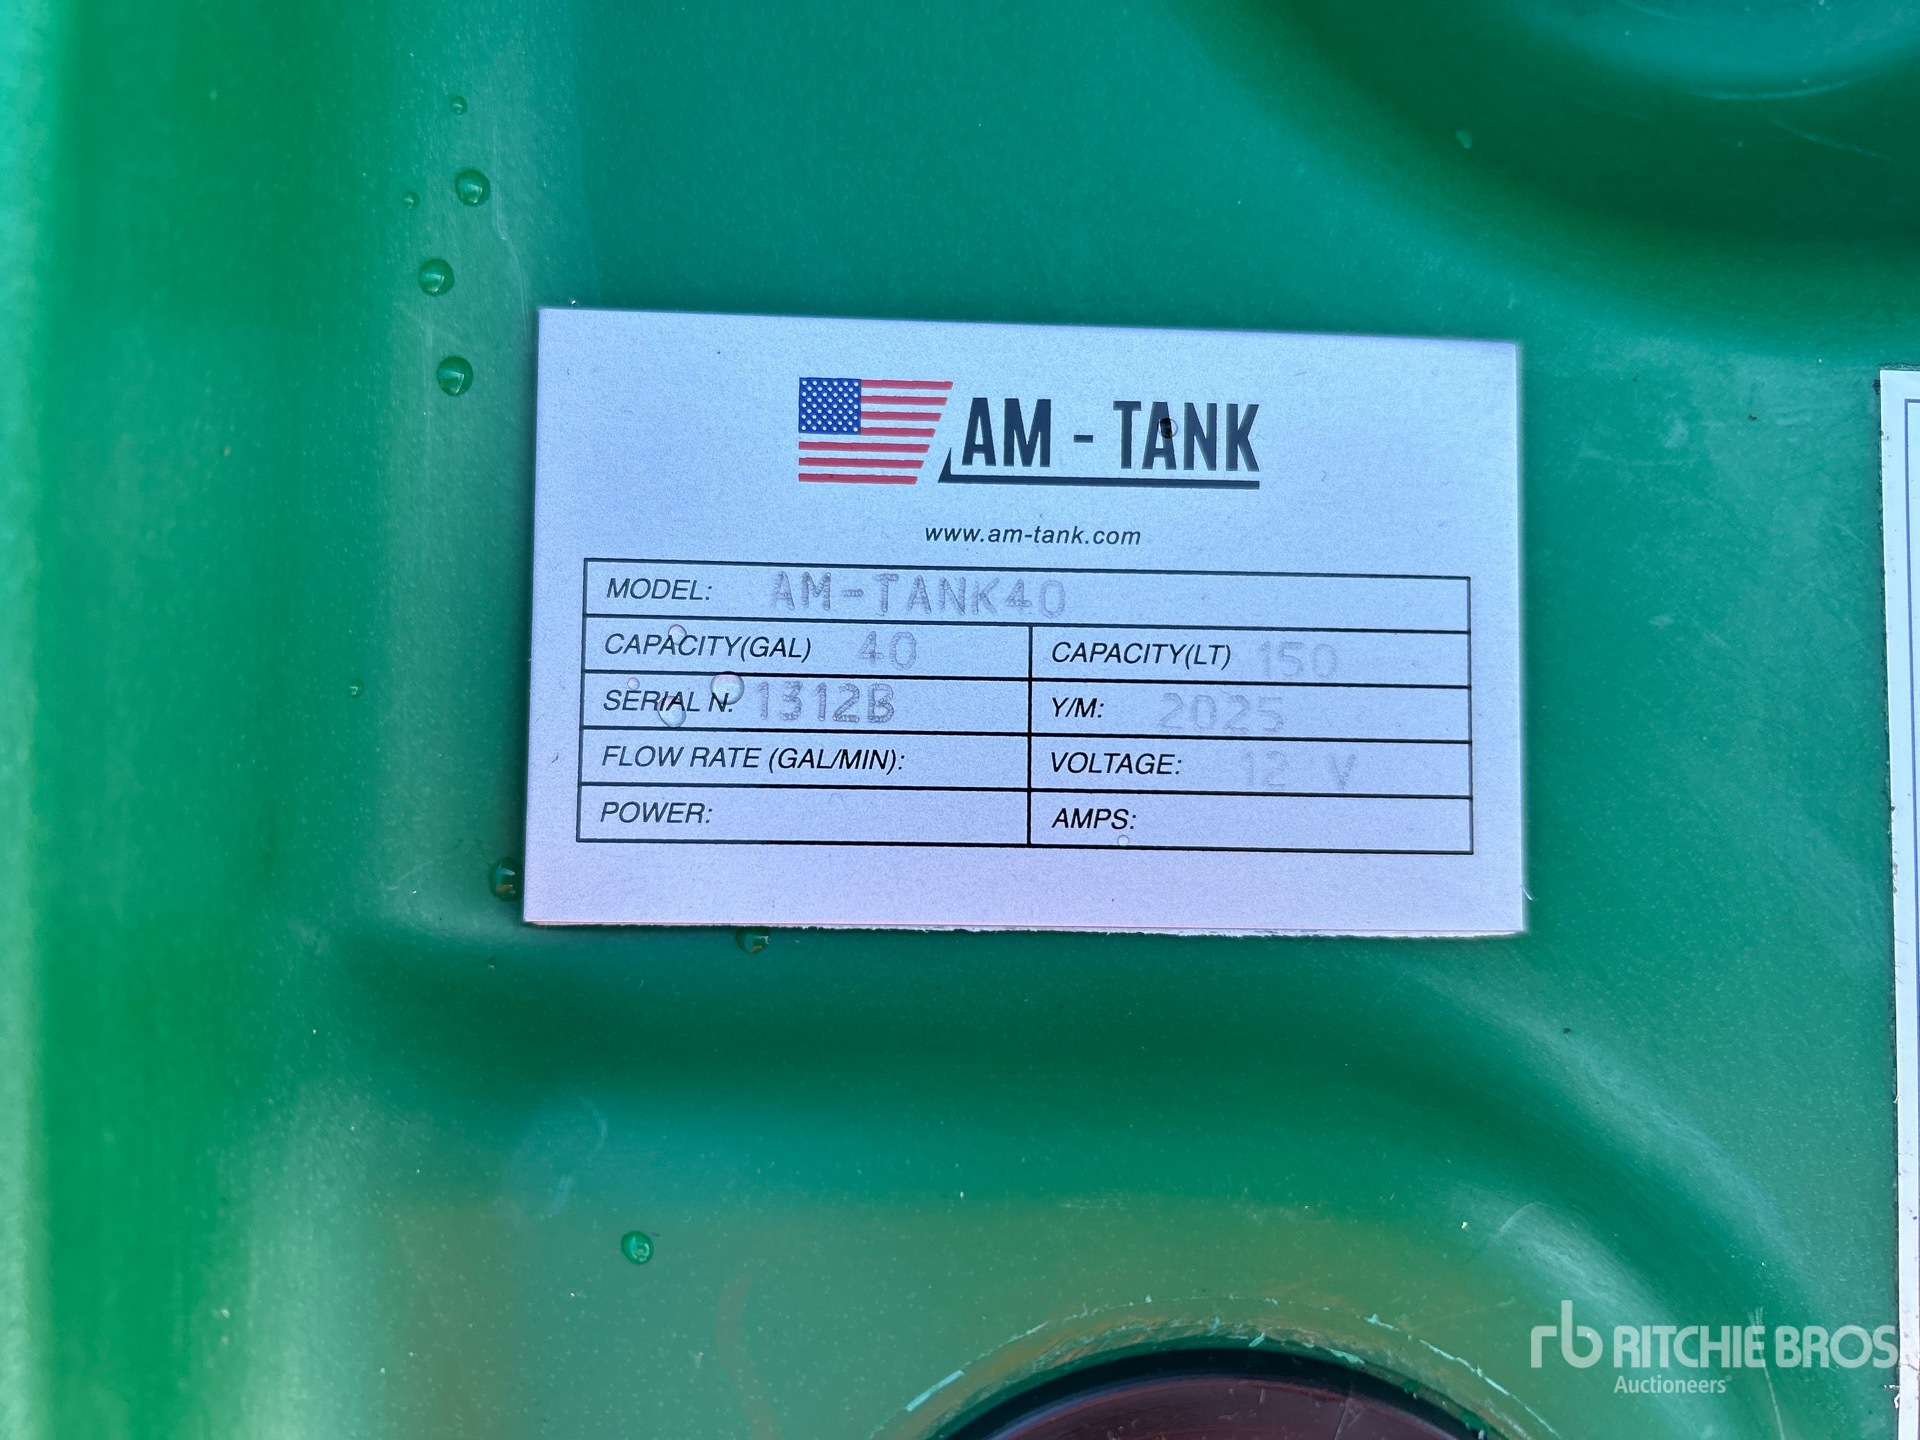 AM - TANK
www.am-tank.com
MODEL: AM-TANK40
CAPACITY(GAL) 40 CAPACITY(LT) 150
SERIAL N: 1312B Y/M: 2025
FLOW RATE (GAL/MIN): VOLTAGE: 12 V
POWER: AMPS:
rb RITCHIE BROS
Auctioneers